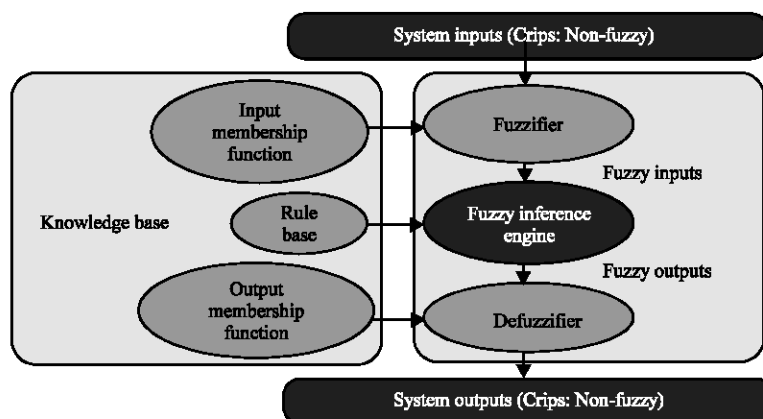 System inputs (Crips: Non-fuzzy)
Input
membership
function
Fuzzifier
Fuzzy inputs
Knowledge base
Rule
base
Fuzzy inference
engine
Fuzzy outputs
Output
membership
function
Defuzzifier
System outputs (Crips: Non-fuzzy)